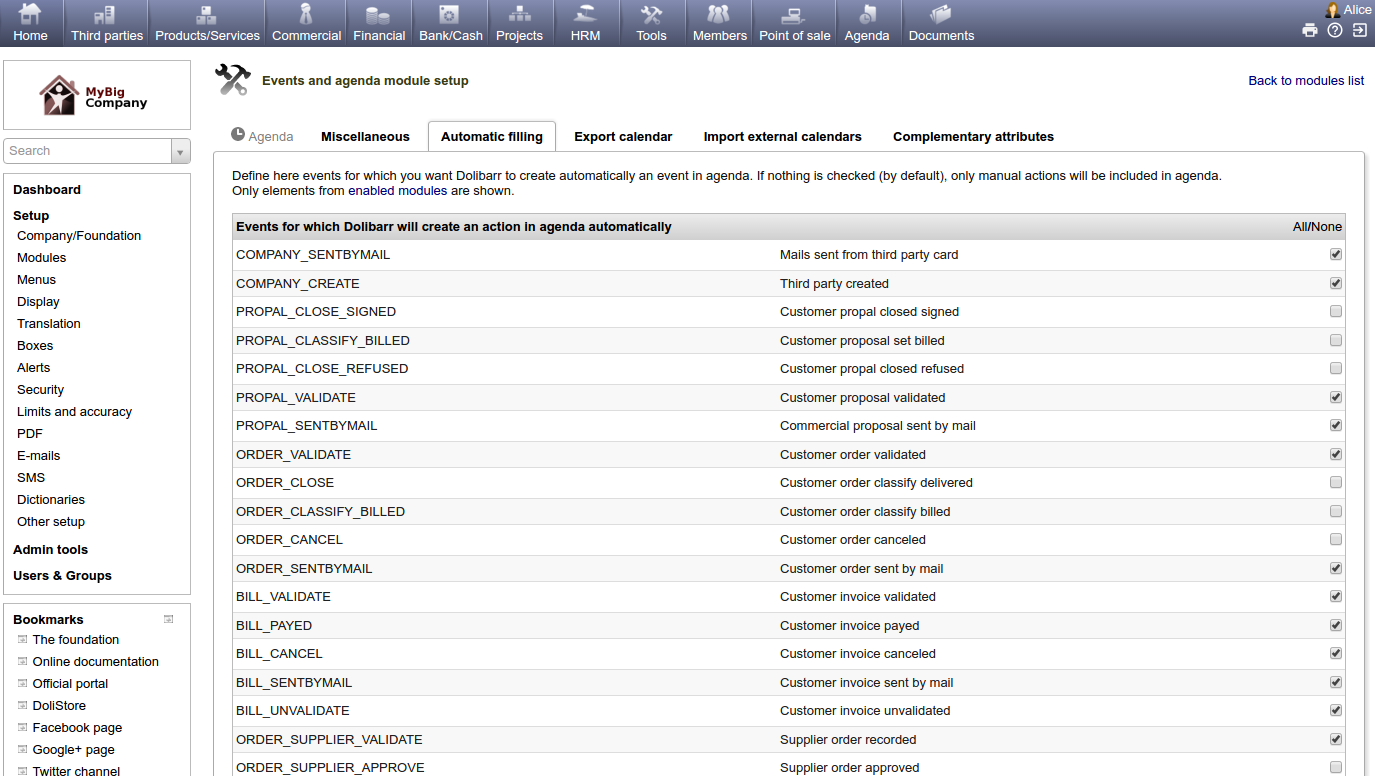 Home Third parties Products/Services Commercial Financial Bank/Cash Projects HRM Tools Members Point of sale Agenda Documents Alice
MyBig
Company
Search
Dashboard
Setup
Company/Foundation
Modules
Menus
Display
Translation
Boxes
Alerts
Security
Limits and accuracy
PDF
E-mails
SMS
Dictionaries
Other setup
Admin tools
Users & Groups
Bookmarks
The foundation
Online documentation
Official portal
DoliStore
Facebook page
Google+ page
Twitter channel
Events and agenda module setup Back to modules list
Agenda Miscellaneous Automatic filling Export calendar Import external calendars Complementary attributes
Define here events for which you want Dolibarr to create automatically an event in agenda. If nothing is checked (by default), only manual actions will be included in agenda.
Only elements from enabled modules are shown.
Events for which Dolibarr will create an action in agenda automatically All/None
COMPANY_SENTBYMAIL Mails sent from third party card
COMPANY_CREATE Third party created
PROPAL_CLOSE_SIGNED Customer propal closed signed
PROPAL_CLASSIFY_BILLED Customer proposal set billed
PROPAL_CLOSE_REFUSED Customer propal closed refused
PROPAL_VALIDATE Customer proposal validated
PROPAL_SENTBYMAIL Commercial proposal sent by mail
ORDER_VALIDATE Customer order validated
ORDER_CLOSE Customer order classify delivered
ORDER_CLASSIFY_BILLED Customer order classify billed
ORDER_CANCEL Customer order canceled
ORDER_SENTBYMAIL Customer order sent by mail
BILL_VALIDATE Customer invoice validated
BILL_PAYED Customer invoice payed
BILL_CANCEL Customer invoice canceled
BILL_SENTBYMAIL Customer invoice sent by mail
BILL_UNVALIDATE Customer invoice unvalidated
ORDER_SUPPLIER_VALIDATE Supplier order recorded
ORDER_SUPPLIER_APPROVE Supplier order approved